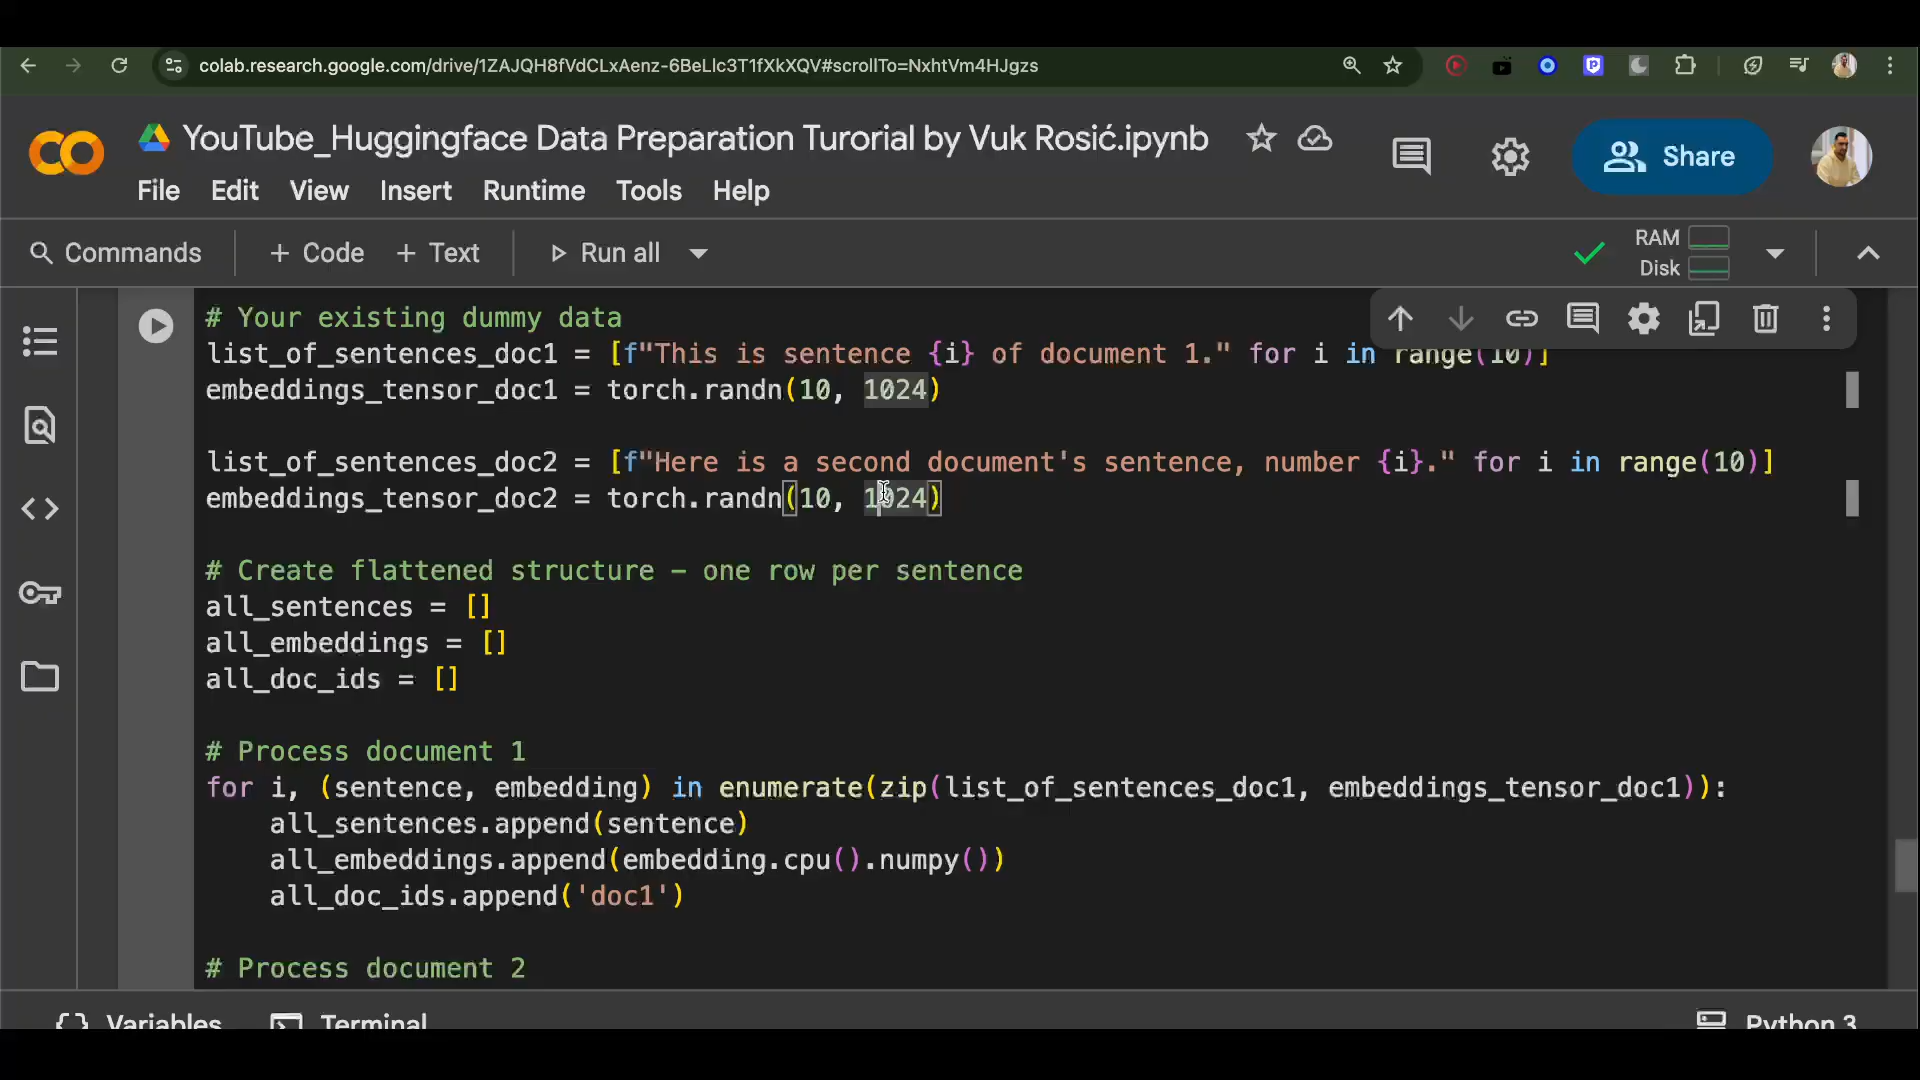 colab.research.google.com/drive/1ZAJQH8fVdCLxAenz-6BeLlc3T1fXkXQV#scrollTo=NxhtVm4HJgzs
YouTube_Huggingface Data Preparation Turorial by Vuk Rosić.ipynb
Share
File Edit View Insert Runtime Tools Help
Commands + Code + Text Run all
RAM
Disk
# Your existing dummy data
list_of_sentences_doc1 = [f"This is sentence {i} of document 1." for i in range(10)]
embeddings_tensor_doc1 = torch.randn(10, 1024)
list_of_sentences_doc2 = [f"Here is a second document's sentence, number {i}." for i in range(10)]
embeddings_tensor_doc2 = torch.randn(10, 1024)
# Create flattened structure – one row per sentence
all_sentences = []
all_embeddings = []
all_doc_ids = []
# Process document 1
for i, (sentence, embedding) in enumerate(zip(list_of_sentences_doc1, embeddings_tensor_doc1)):
all_sentences.append(sentence)
all_embeddings.append(embedding.cpu().numpy())
all_doc_ids.append('doc1')
# Process document 2
Variables Terminal Python 3